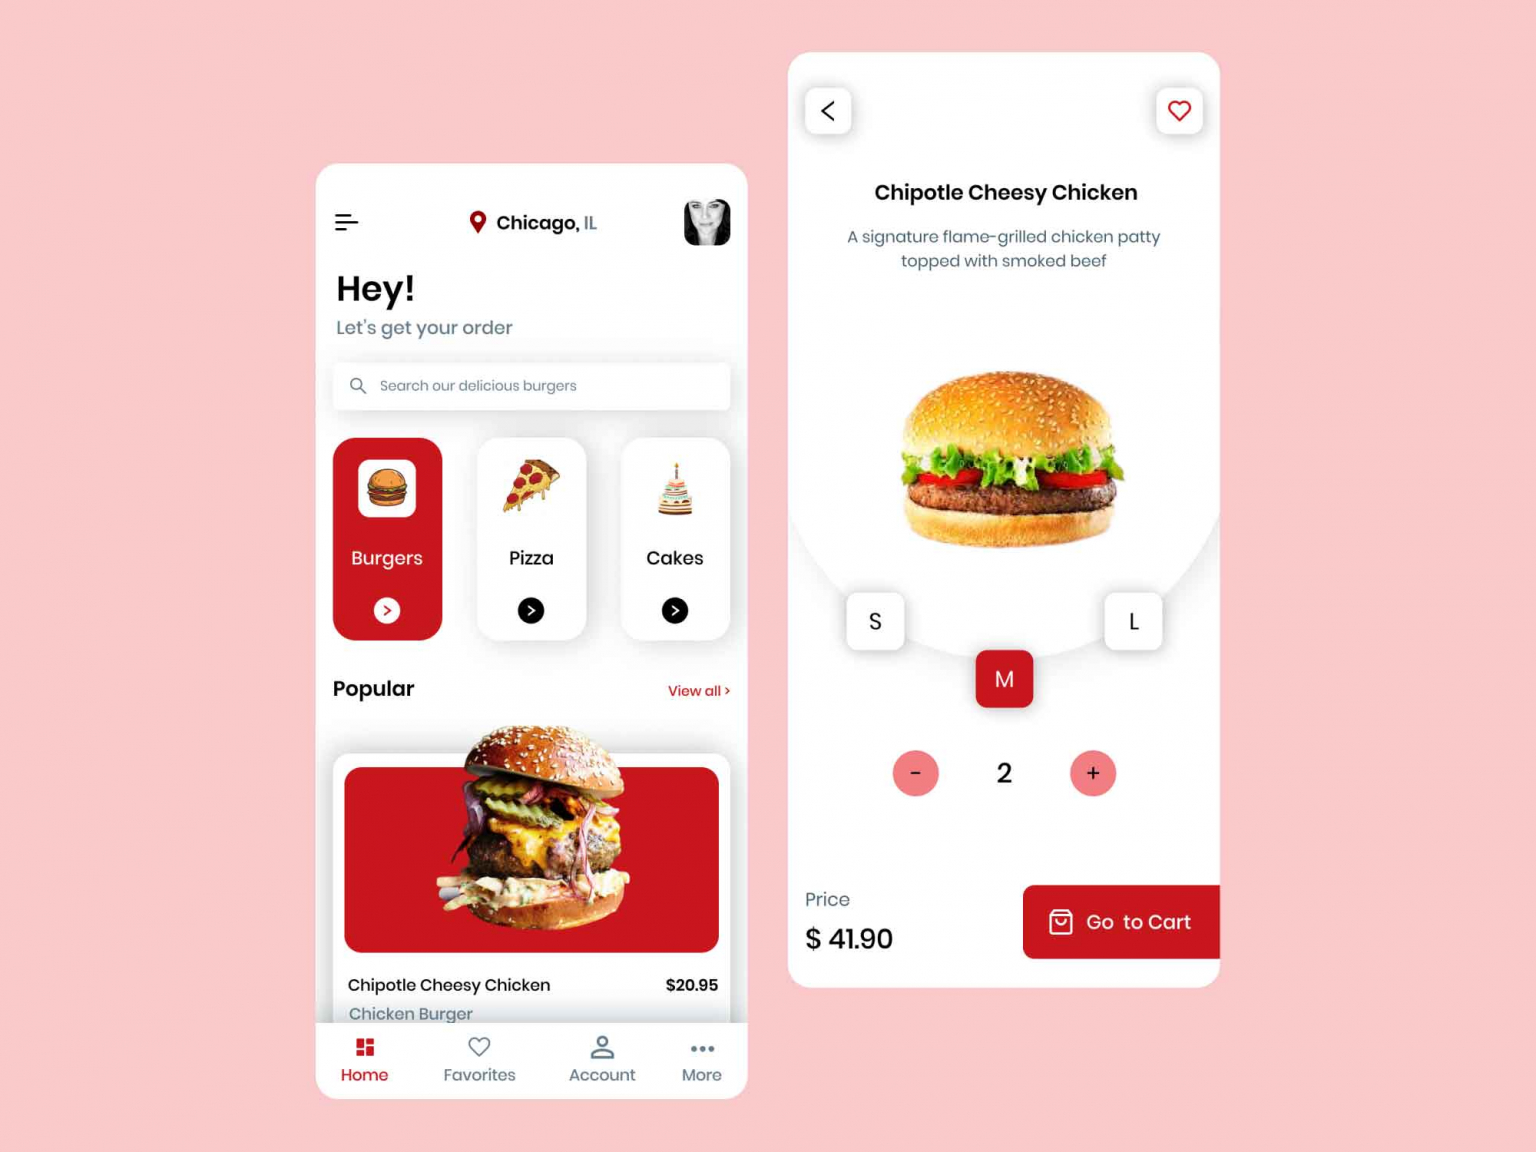 Chicago, IL
Hey!
Let's get your order
Search our delicious burgers
Burgers
Pizza
Cakes
Popular
View all >
Chipotle Cheesy Chicken
$20.95
Chicken Burger
Home
Favorites
Account
More
Chipotle Cheesy Chicken
A signature flame-grilled chicken patty
topped with smoked beef
S
L
M
- 2 +
Price
$ 41.90
Go to Cart